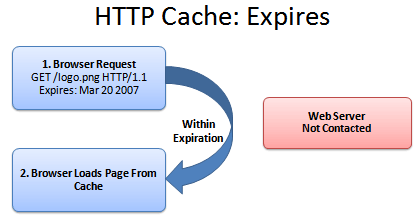 HTTP Cache: Expires
1. Browser Request
GET /logo.png HTTP/1.1
Expires: Mar 20 2007
Within
Expiration
Web Server
Not Contacted
2. Browser Loads Page From
Cache